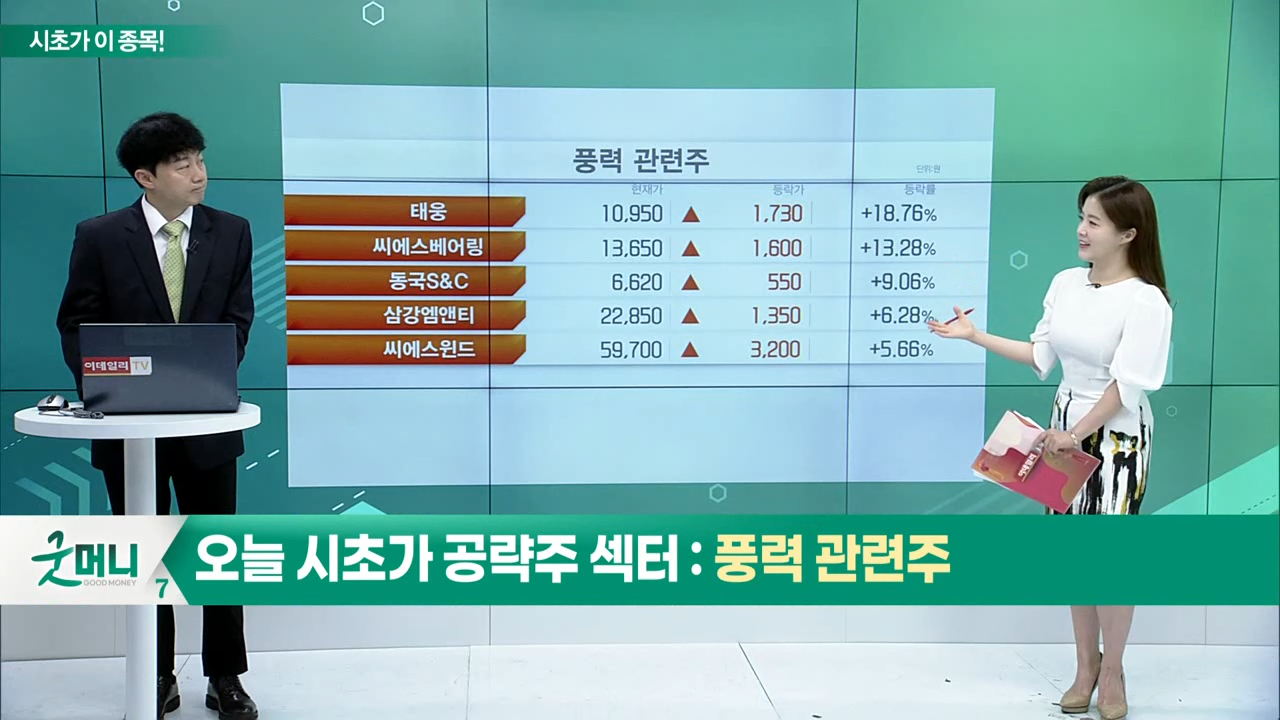 시초가 이 종목!
풍력 관련주
단위:원
현재가 등락가 등락률
태웅 10,950 ▲ 1,730 +18.76%
씨에스베어링 13,650 ▲ 1,600 +13.28%
동국S&C 6,620 ▲ 550 +9.06%
삼강엠앤티 22,850 ▲ 1,350 +6.28%
씨에스윈드 59,700 ▲ 3,200 +5.66%
이데일리 TV
이데일리
굿머니
GOOD MONEY
7
오늘 시초가 공략주 섹터 : 풍력 관련주